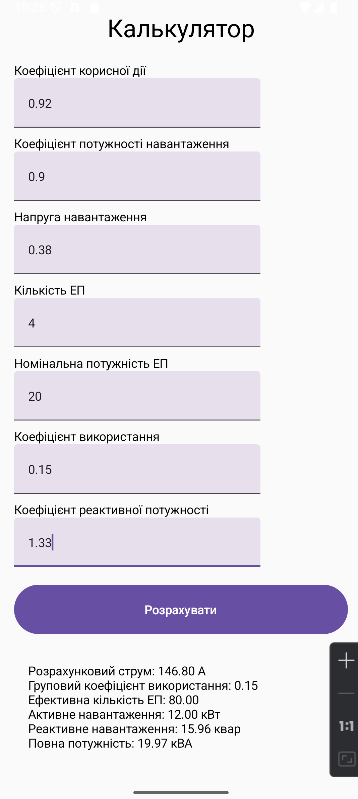 Калькулятор
Коефіцієнт корисної дії
0.92
Коефіцієнт потужності навантаження
0.9
Напруга навантаження
0.38
Кількість ЕП
4
Номінальна потужність ЕП
20
Коефіцієнт використання
0.15
Коефіцієнт реактивної потужності
1.33
Розрахувати
1:1
Розрахунковий струм: 146.80 А
Груповий коефіцієнт використання: 0.15
Ефективна кількість ЕП: 80.00
Активне навантаження: 12.00 кВт
Реактивне навантаження: 15.96 квар
Повна потужність: 19.97 кВА